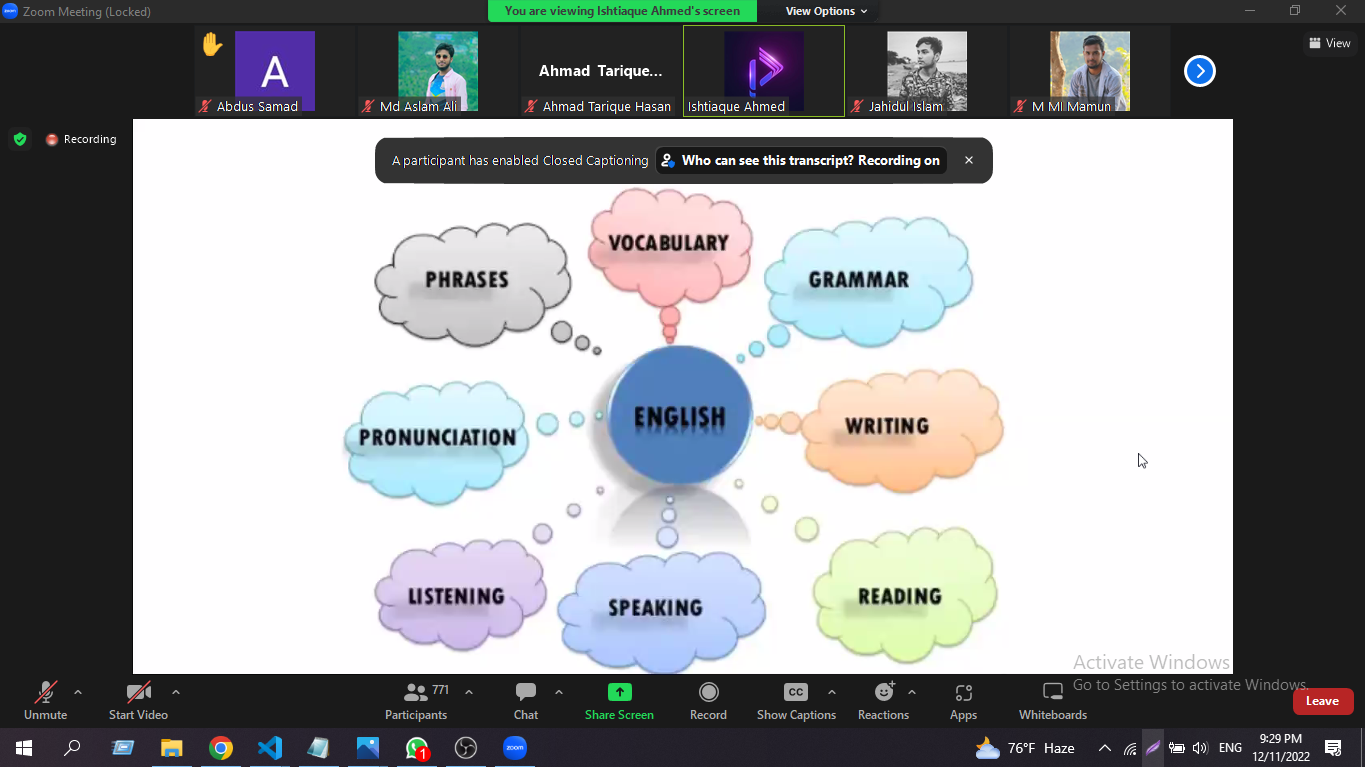 Zoom Meeting (Locked)
You are viewing Ishtiaque Ahmed's screen
View Options
View
A
Abdus Samad
Md Aslam Ali
Ahmad Tarique...
Ahmad Tarique Hasan
Ishtiaque Ahmed
Jahidul Islam
M MI Mamun
Recording
A participant has enabled Closed Captioning
Who can see this transcript? Recording on
VOCABULARY
PHRASES
GRAMMAR
ENGLISH
PRONUNCIATION
WRITING
LISTENING
SPEAKING
READING
Activate Windows
Go to Settings to activate Windows.
Unmute
Start Video
Participants
771
Chat
Share Screen
Record
CC
Show Captions
Reactions
Apps
Whiteboards
Leave
1
zoom
76°F Haze
ENG
9:29 PM
12/11/2022